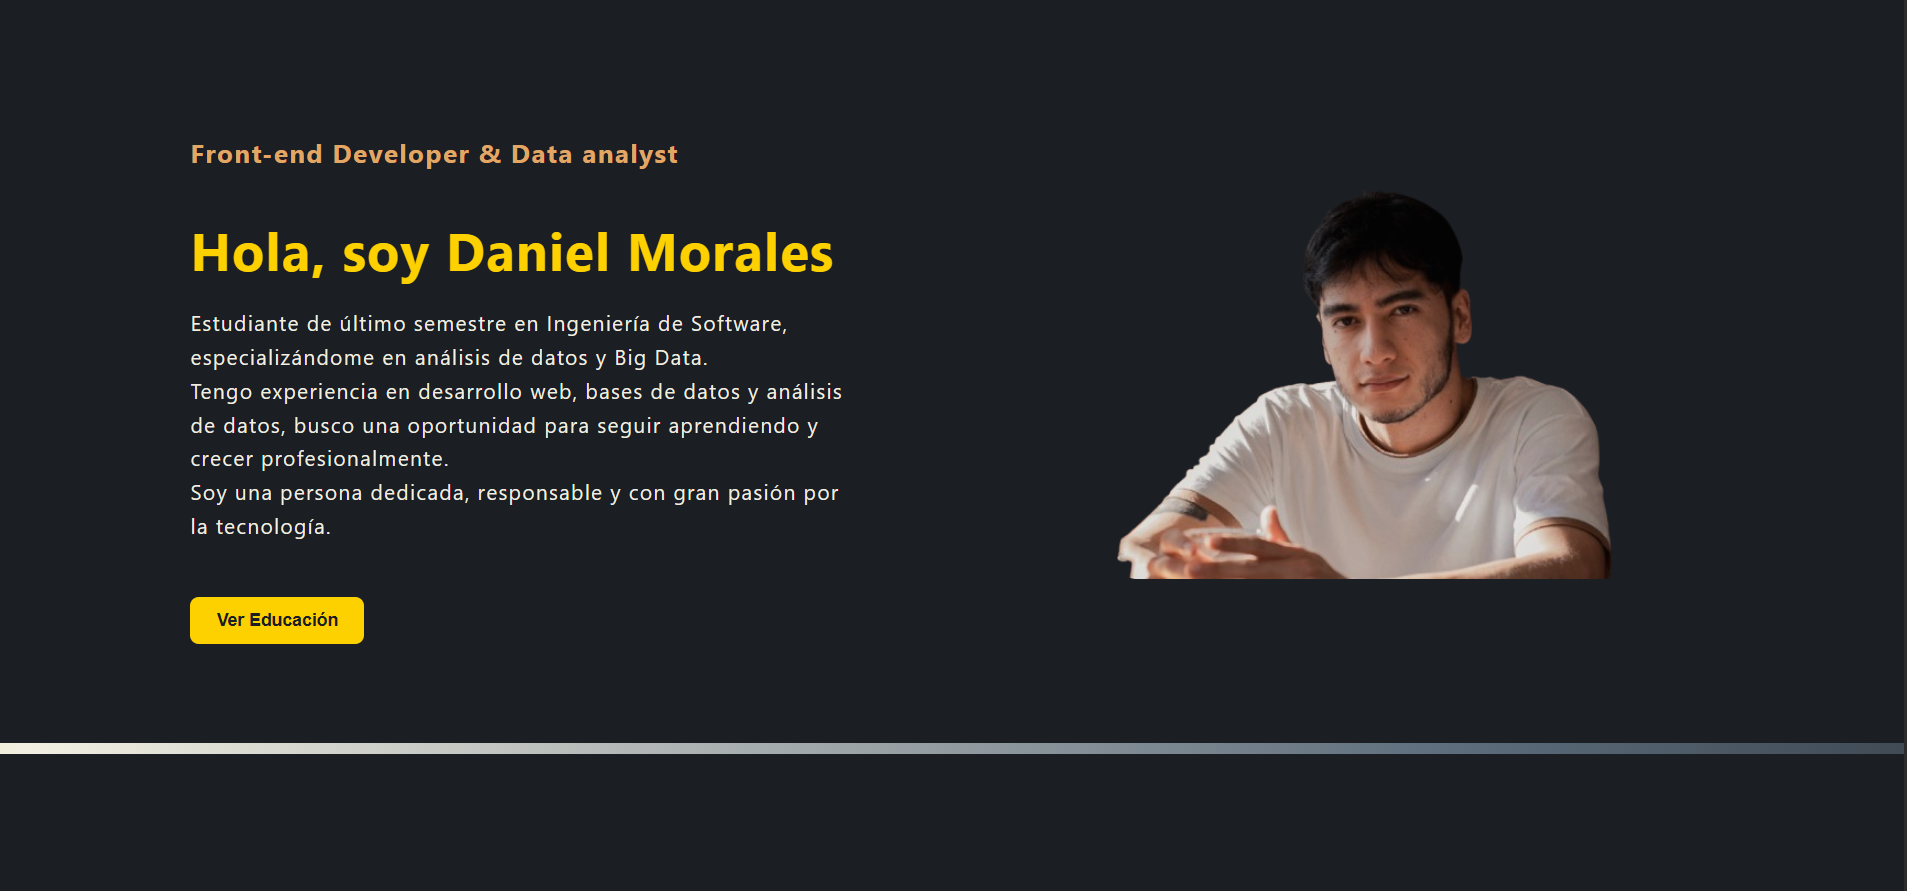 Front-end Developer & Data analyst
Hola, soy Daniel Morales
Estudiante de último semestre en Ingeniería de Software,
especializándome en análisis de datos y Big Data.
Tengo experiencia en desarrollo web, bases de datos y análisis
de datos, busco una oportunidad para seguir aprendiendo y
crecer profesionalmente.
Soy una persona dedicada, responsable y con gran pasión por
la tecnología.
Ver Educación